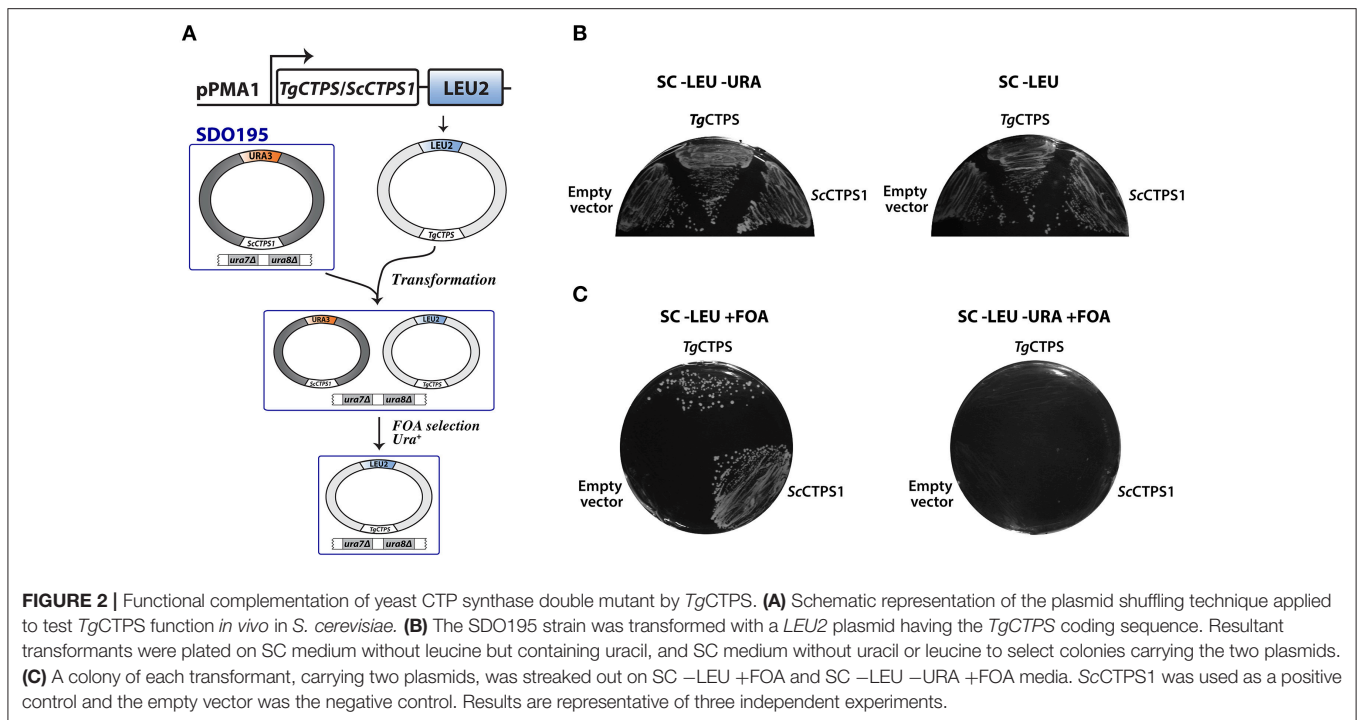 A
pPMA1
TgCTPS/ScCTPS1
LEU2
SDO195
URA3
ScCTPS1
ura7Δ ura8Δ
LEU2
TgCTPS
Transformation
URA3
ScCTPS1
LEU2
TgCTPS
ura7Δ ura8Δ
FOA selection
Ura⁺
LEU2
TgCTPS
ura7Δ ura8Δ
B
SC -LEU -URA
TgCTPS
Empty
vector
ScCTPS1
SC -LEU
TgCTPS
Empty
vector
ScCTPS1
C
SC -LEU +FOA
TgCTPS
Empty
vector
ScCTPS1
SC -LEU -URA +FOA
TgCTPS
Empty
vector
ScCTPS1
FIGURE 2 | Functional complementation of yeast CTP synthase double mutant by TgCTPS. (A) Schematic representation of the plasmid shuffling technique applied
to test TgCTPS function in vivo in S. cerevisiae. (B) The SDO195 strain was transformed with a LEU2 plasmid having the TgCTPS coding sequence. Resultant
transformants were plated on SC medium without leucine but containing uracil, and SC medium without uracil or leucine to select colonies carrying the two plasmids.
(C) A colony of each transformant, carrying two plasmids, was streaked out on SC −LEU +FOA and SC −LEU −URA +FOA media. ScCTPS1 was used as a positive
control and the empty vector was the negative control. Results are representative of three independent experiments.